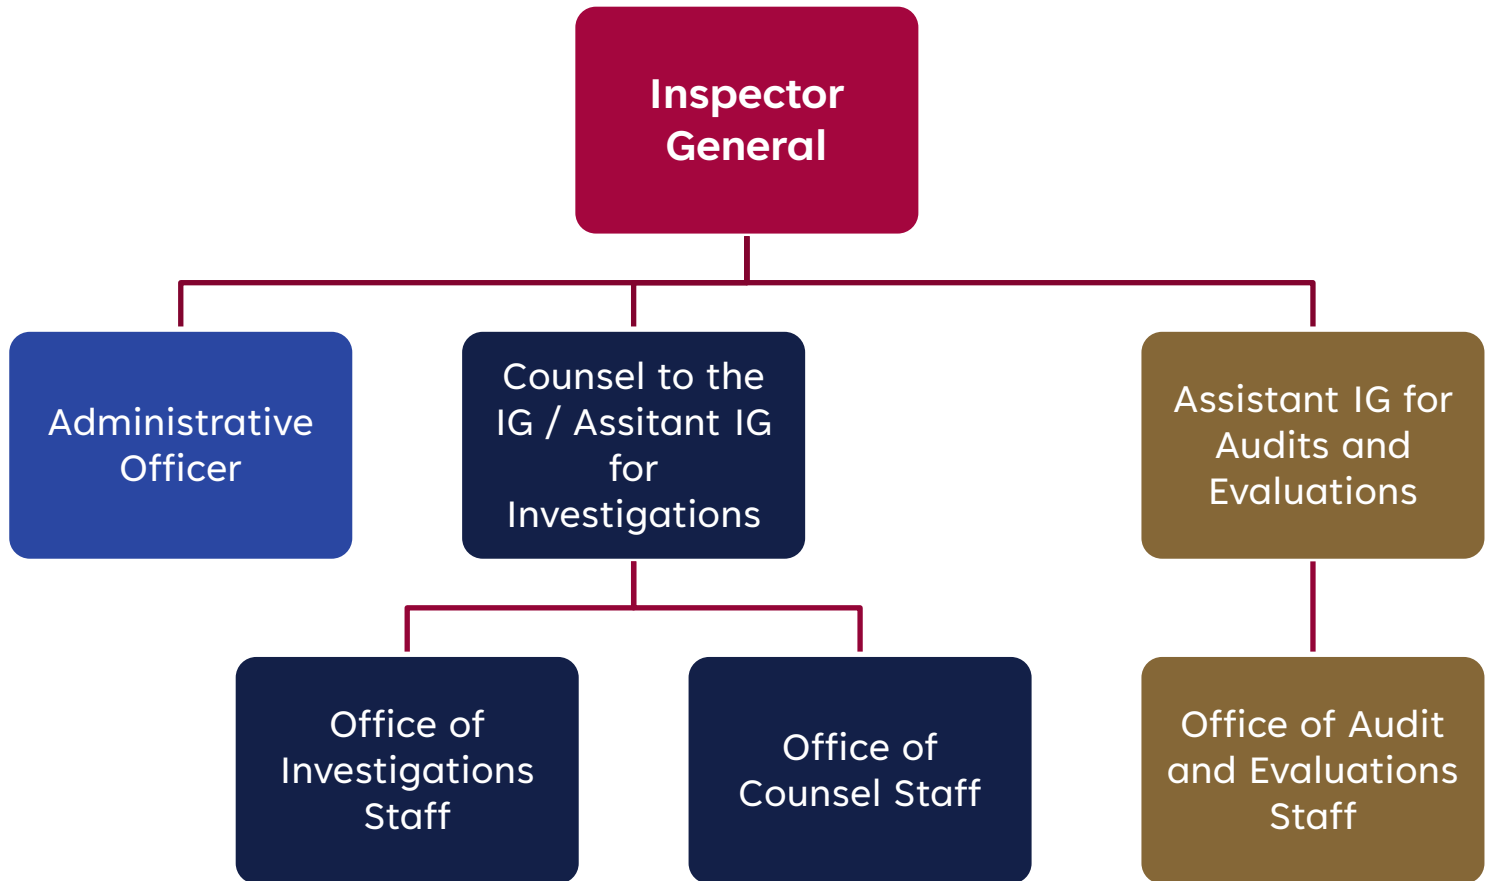 Inspector
General
Administrative
Officer
Counsel to the
IG / Assitant IG
for
Investigations
Assistant IG for
Audits and
Evaluations
Office of
Investigations
Staff
Office of
Counsel Staff
Office of Audit
and Evaluations
Staff